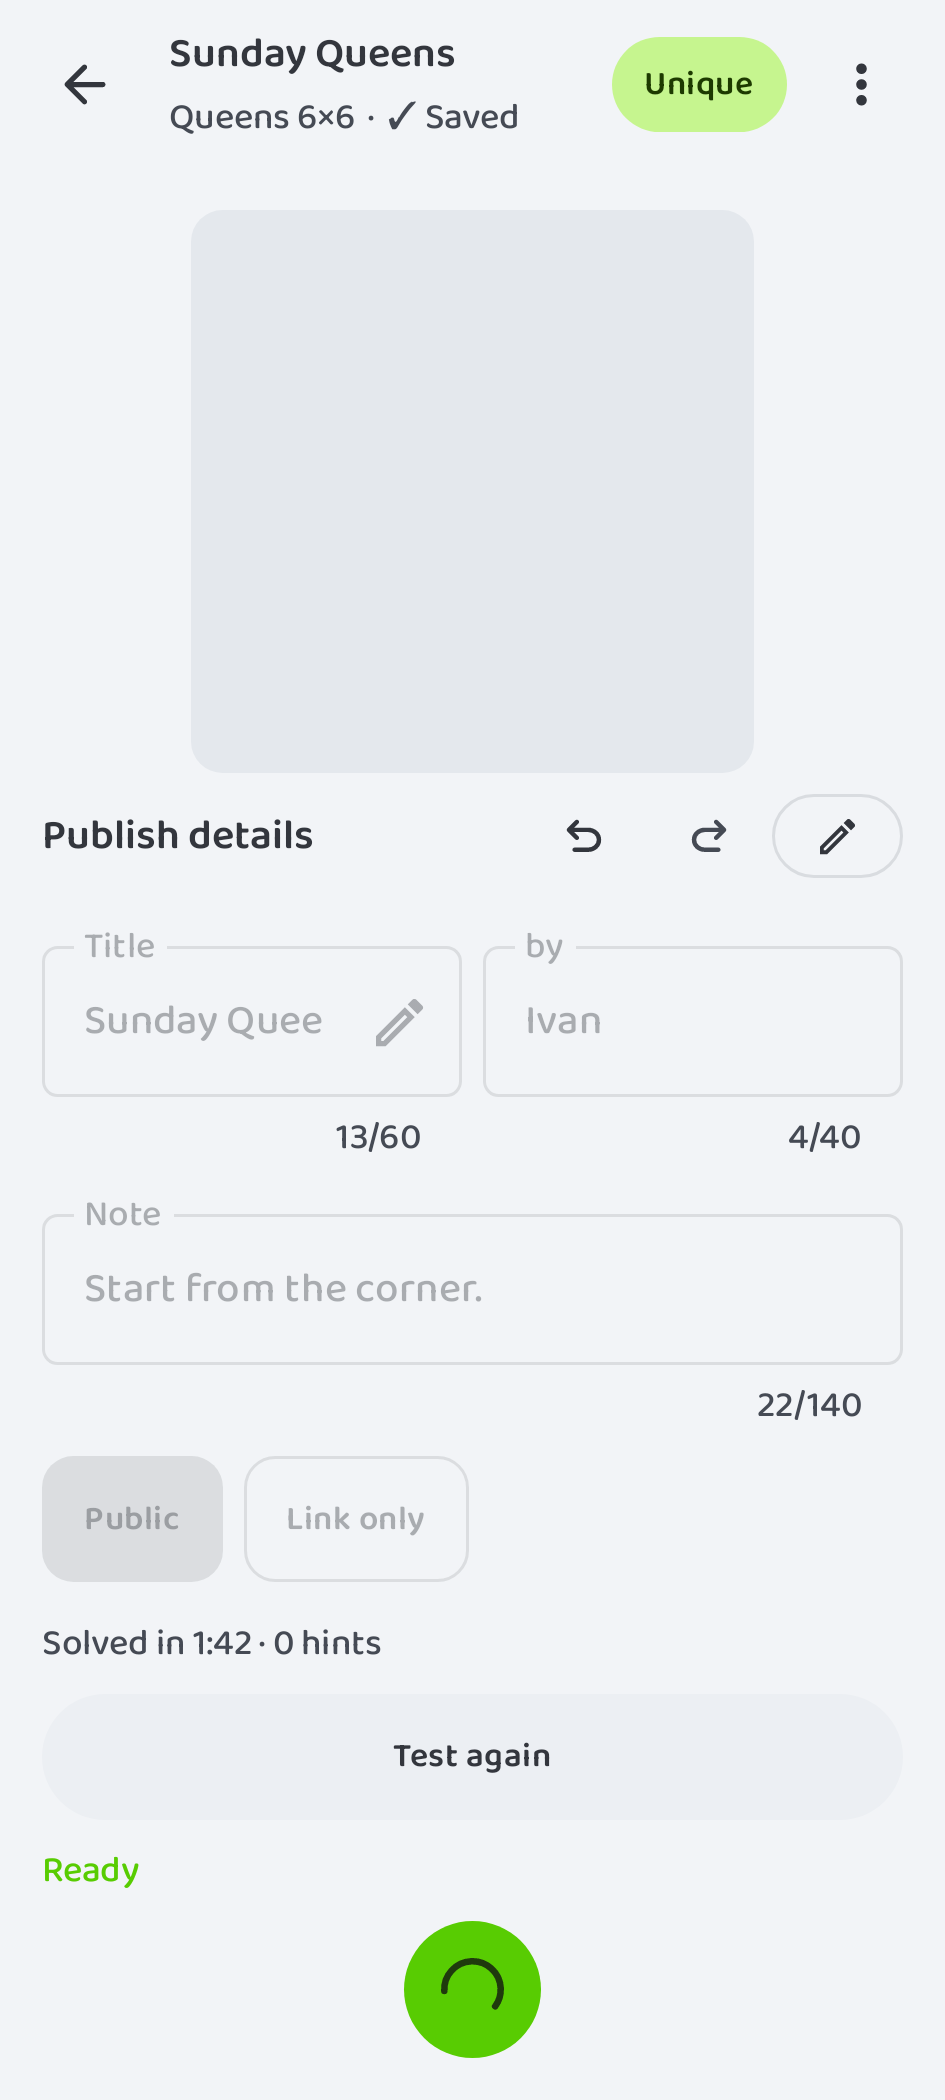 Sunday Queens
Queens 6×6 · ✓ Saved
Unique
Publish details
Title
Sunday Quee
by
Ivan
13/60
4/40
Note
Start from the corner.
22/140
Public
Link only
Solved in 1:42 · 0 hints
Test again
Ready